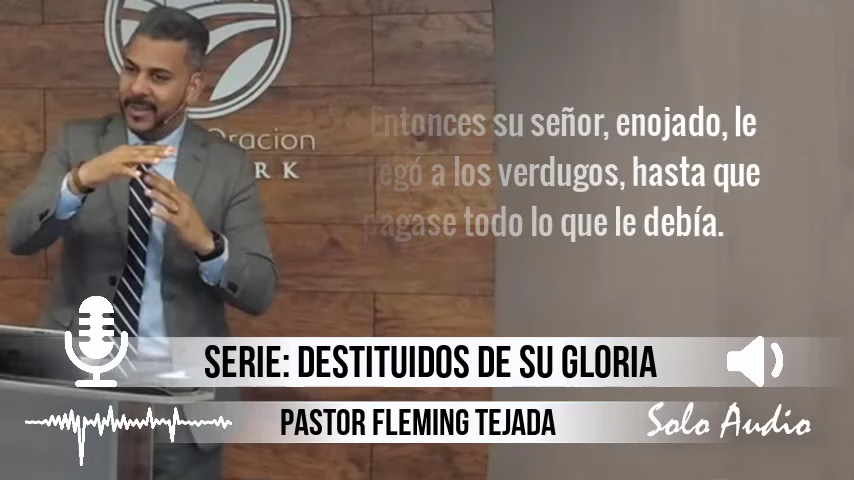 Oracion
RK
Entonces su señor, enojado, le
egó a los verdugos, hasta que
pagase todo lo que le debía.
SERIE: DESTITUIDOS DE SU GLORIA
PASTOR FLEMING TEJADA
Solo Audio